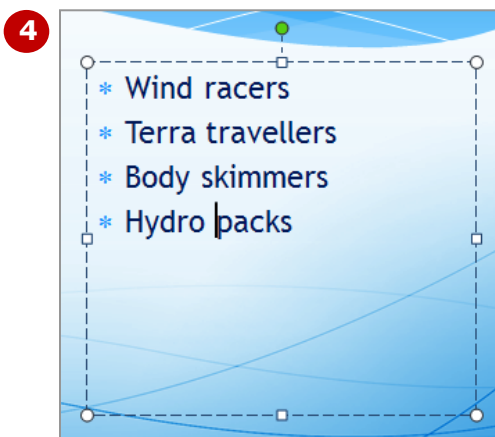 4
* Wind racers
* Terra travellers
* Body skimmers
* Hydro packs